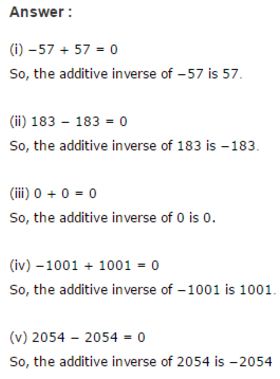 Answer :
(i) −57 + 57 = 0
So, the additive inverse of −57 is 57.
(ii) 183 − 183 = 0
So, the additive inverse of 183 is −183.
(iii) 0 + 0 = 0
So, the additive inverse of 0 is 0.
(iv) −1001 + 1001 = 0
So, the additive inverse of −1001 is 1001.
(v) 2054 − 2054 = 0
So, the additive inverse of 2054 is −2054